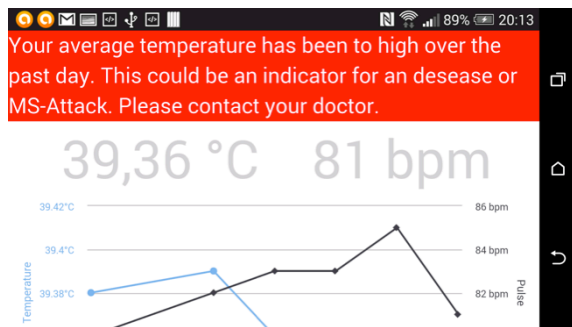 89% 20:13
Your average temperature has been to high over the
past day. This could be an indicator for an desease or
MS-Attack. Please contact your doctor.
39,36 °C 81 bpm
39.42°C 86 bpm
39.4°C 84 bpm
39.38°C 82 bpm
Temperature
Pulse